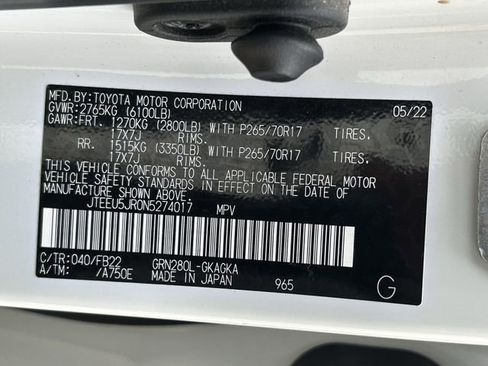 MFD.BY: TOYOTA MOTOR CORPORATION 05/22
GVWR: 2765KG (6100LB)
GAWR: FRT. 1270KG (2800LB) WITH P265/70R17 TIRES.
17X7J RIMS.
RR. 1515KG (3350LB) WITH P265/70R17 TIRES.
17X7J RIMS.
THIS VEHICLE CONFORMS TO ALL APPLICABLE FEDERAL MOTOR
VEHICLE SAFETY STANDARDS IN EFFECT ON THE DATE OF
MANUFACTURE SHOWN ABOVE.
JTEEU5JR0N5274017 MPV
C/TR: 040/FB22 GRN280L-GKAGKA
A/TM: /A750E MADE IN JAPAN 965 G